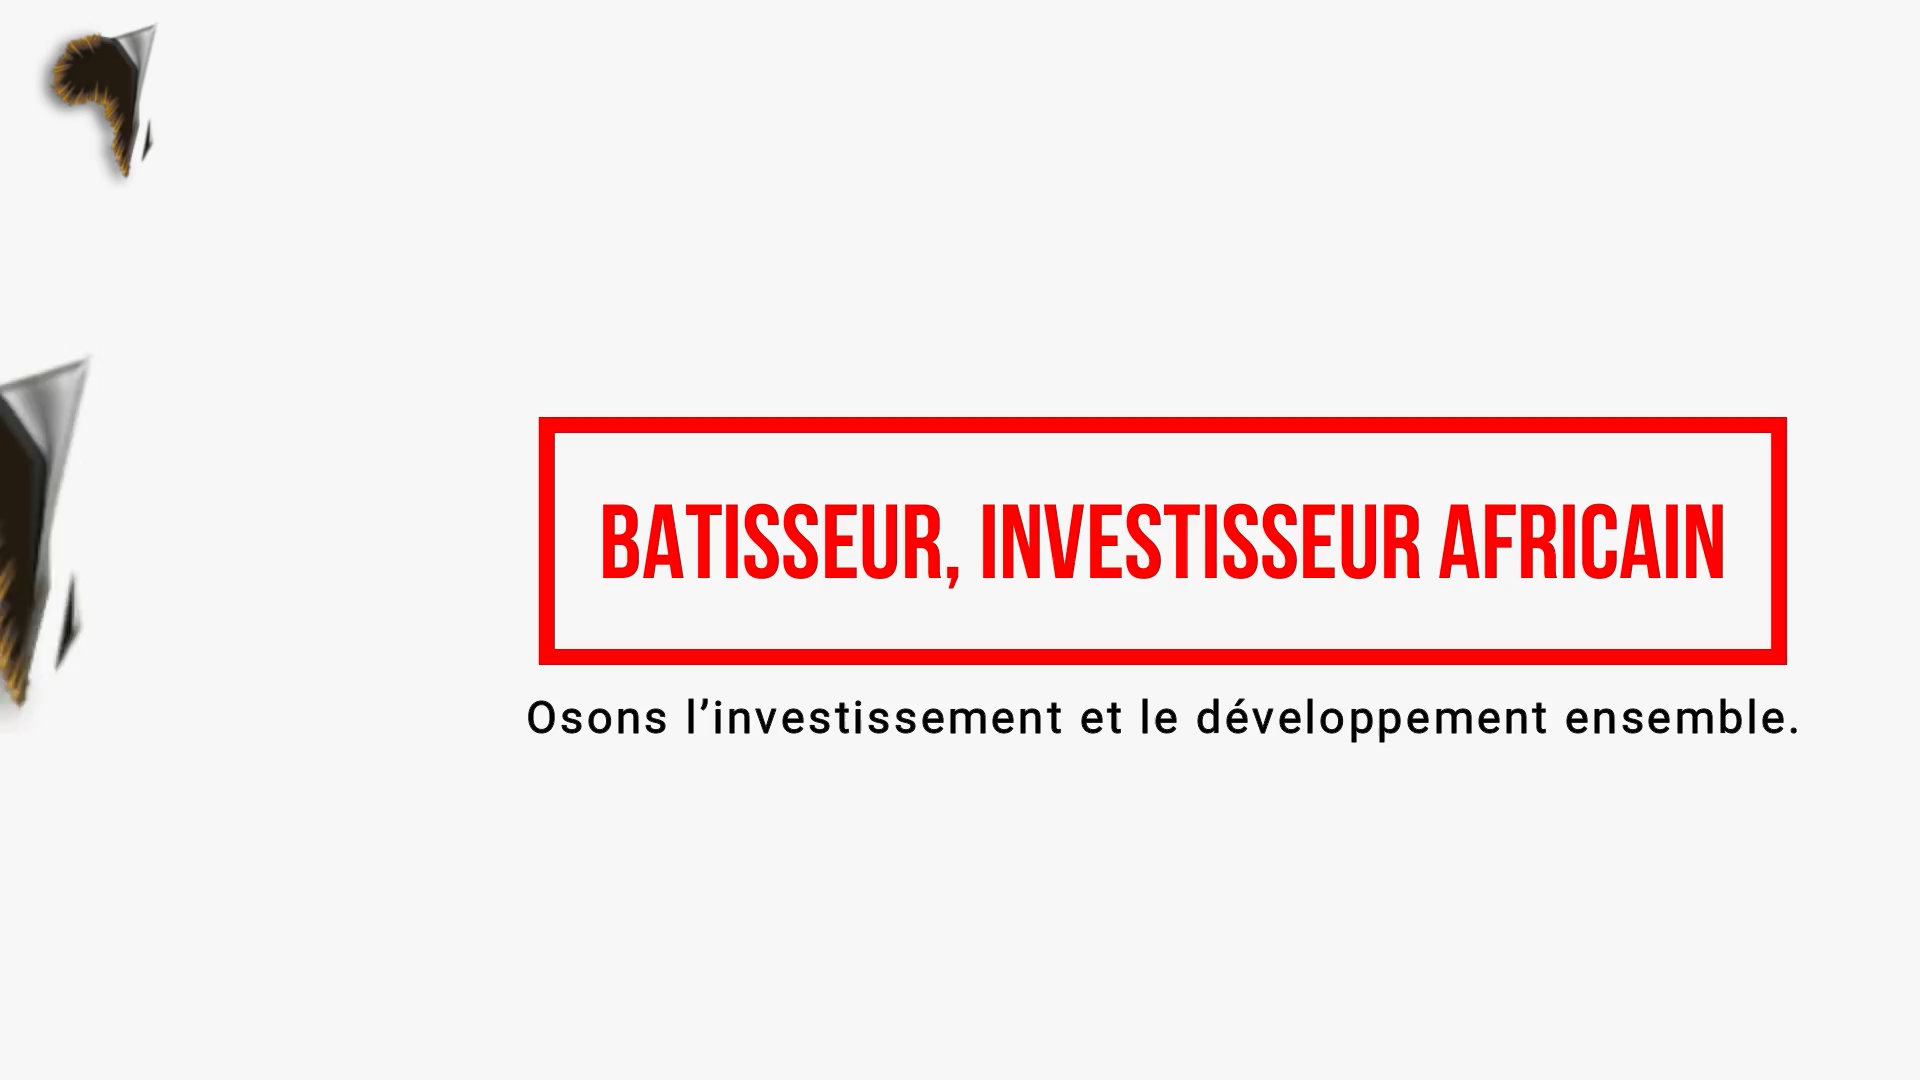 BATISSEUR, INVESTISSEUR AFRICAIN
Osons l’investissement et le développement ensemble.